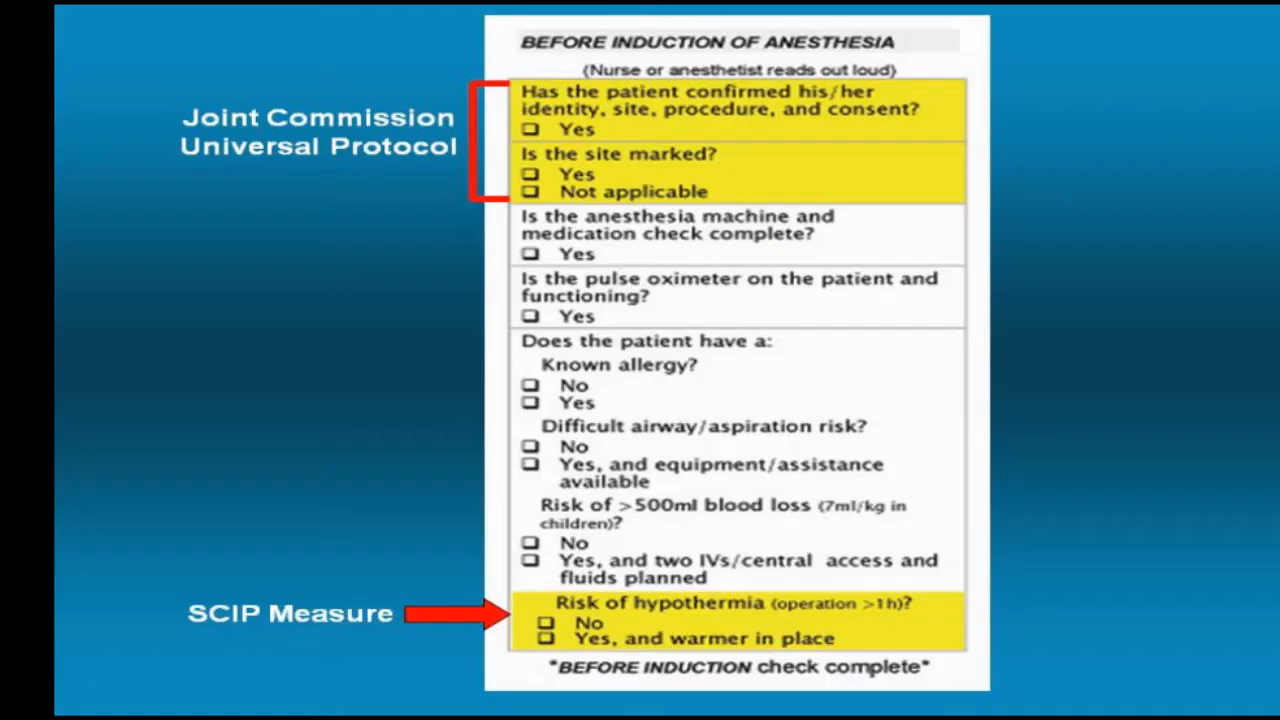 BEFORE INDUCTION OF ANESTHESIA
(Nurse or anesthetist reads out loud)
Joint Commission
Universal Protocol
Has the patient confirmed his/her
identity, site, procedure, and consent?
❑ Yes
Is the site marked?
❑ Yes
❑ Not applicable
Is the anesthesia machine and
medication check complete?
❑ Yes
Is the pulse oximeter on the patient and
functioning?
❑ Yes
Does the patient have a:
Known allergy?
❑ No
❑ Yes
Difficult airway/aspiration risk?
❑ No
❑ Yes, and equipment/assistance
available
Risk of >500ml blood loss (7ml/kg in
children)?
❑ No
❑ Yes, and two IVs/central access and
fluids planned
SCIP Measure
Risk of hypothermia (operation >1h)?
❑ No
❑ Yes, and warmer in place
*BEFORE INDUCTION check complete*